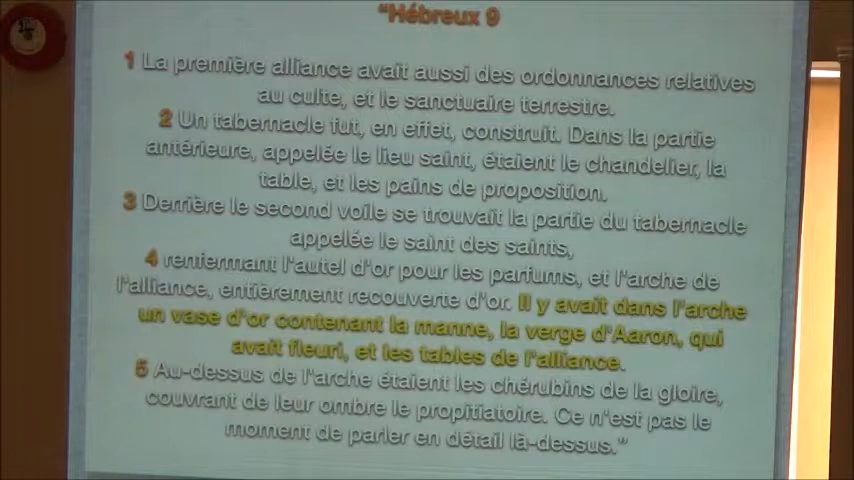 “Hébreux 9
1 La première alliance avait aussi des ordonnances relatives
au culte, et le sanctuaire terrestre.
2 Un tabernacle fut, en effet, construit. Dans la partie
antérieure, appelée le lieu saint, étaient le chandelier, la
table, et les pains de proposition.
3 Derrière le second voile se trouvait la partie du tabernacle
appelée le saint des saints,
4 renfermant l'autel d'or pour les parfums, et l'arche de
l'alliance, entièrement recouverte d'or. Il y avait dans l'arche
un vase d'or contenant la manne, la verge d'Aaron, qui
avait fleuri, et les tables de l'alliance.
5 Au-dessus de l'arche étaient les chérubins de la gloire,
couvrant de leur ombre le propitiatoire. Ce n'est pas le
moment de parler en détail là-dessus.”